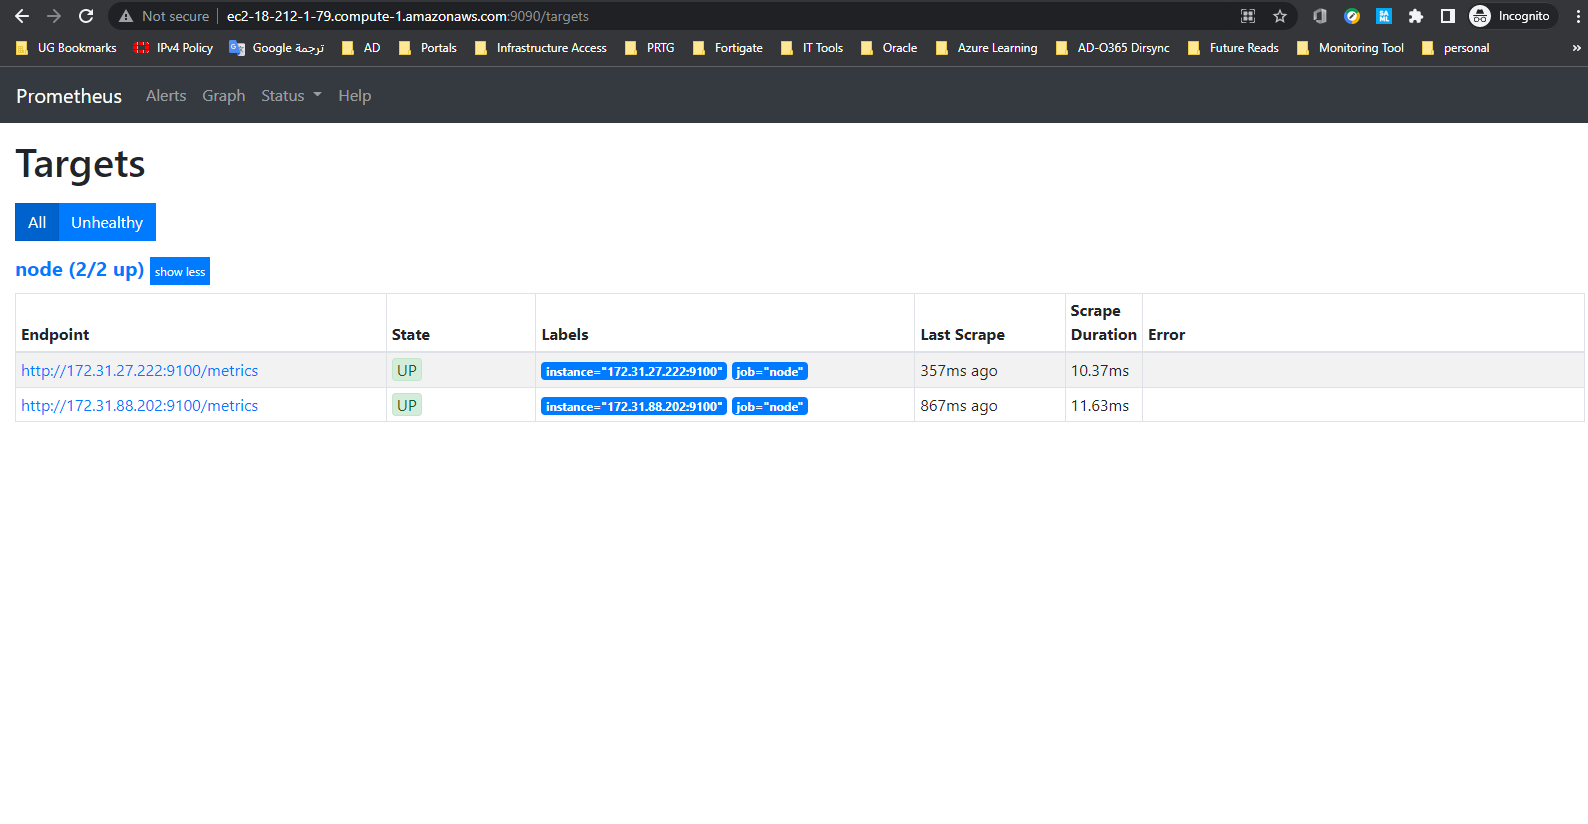 Not secure ec2-18-212-1-79.compute-1.amazonaws.com:9090/targets SA ML Incognito
UG Bookmarks IPv4 Policy G Google ترجمة AD Portals Infrastructure Access PRTG Fortigate IT Tools Oracle Azure Learning AD-O365 Dirsync Future Reads Monitoring Tool personal »
Prometheus Alerts Graph Status Help
Targets
All Unhealthy
node (2/2 up) show less
Endpoint State Labels Last Scrape Scrape Duration Error
http://172.31.27.222:9100/metrics UP instance="172.31.27.222:9100" job="node" 357ms ago 10.37ms
http://172.31.88.202:9100/metrics UP instance="172.31.88.202:9100" job="node" 867ms ago 11.63ms